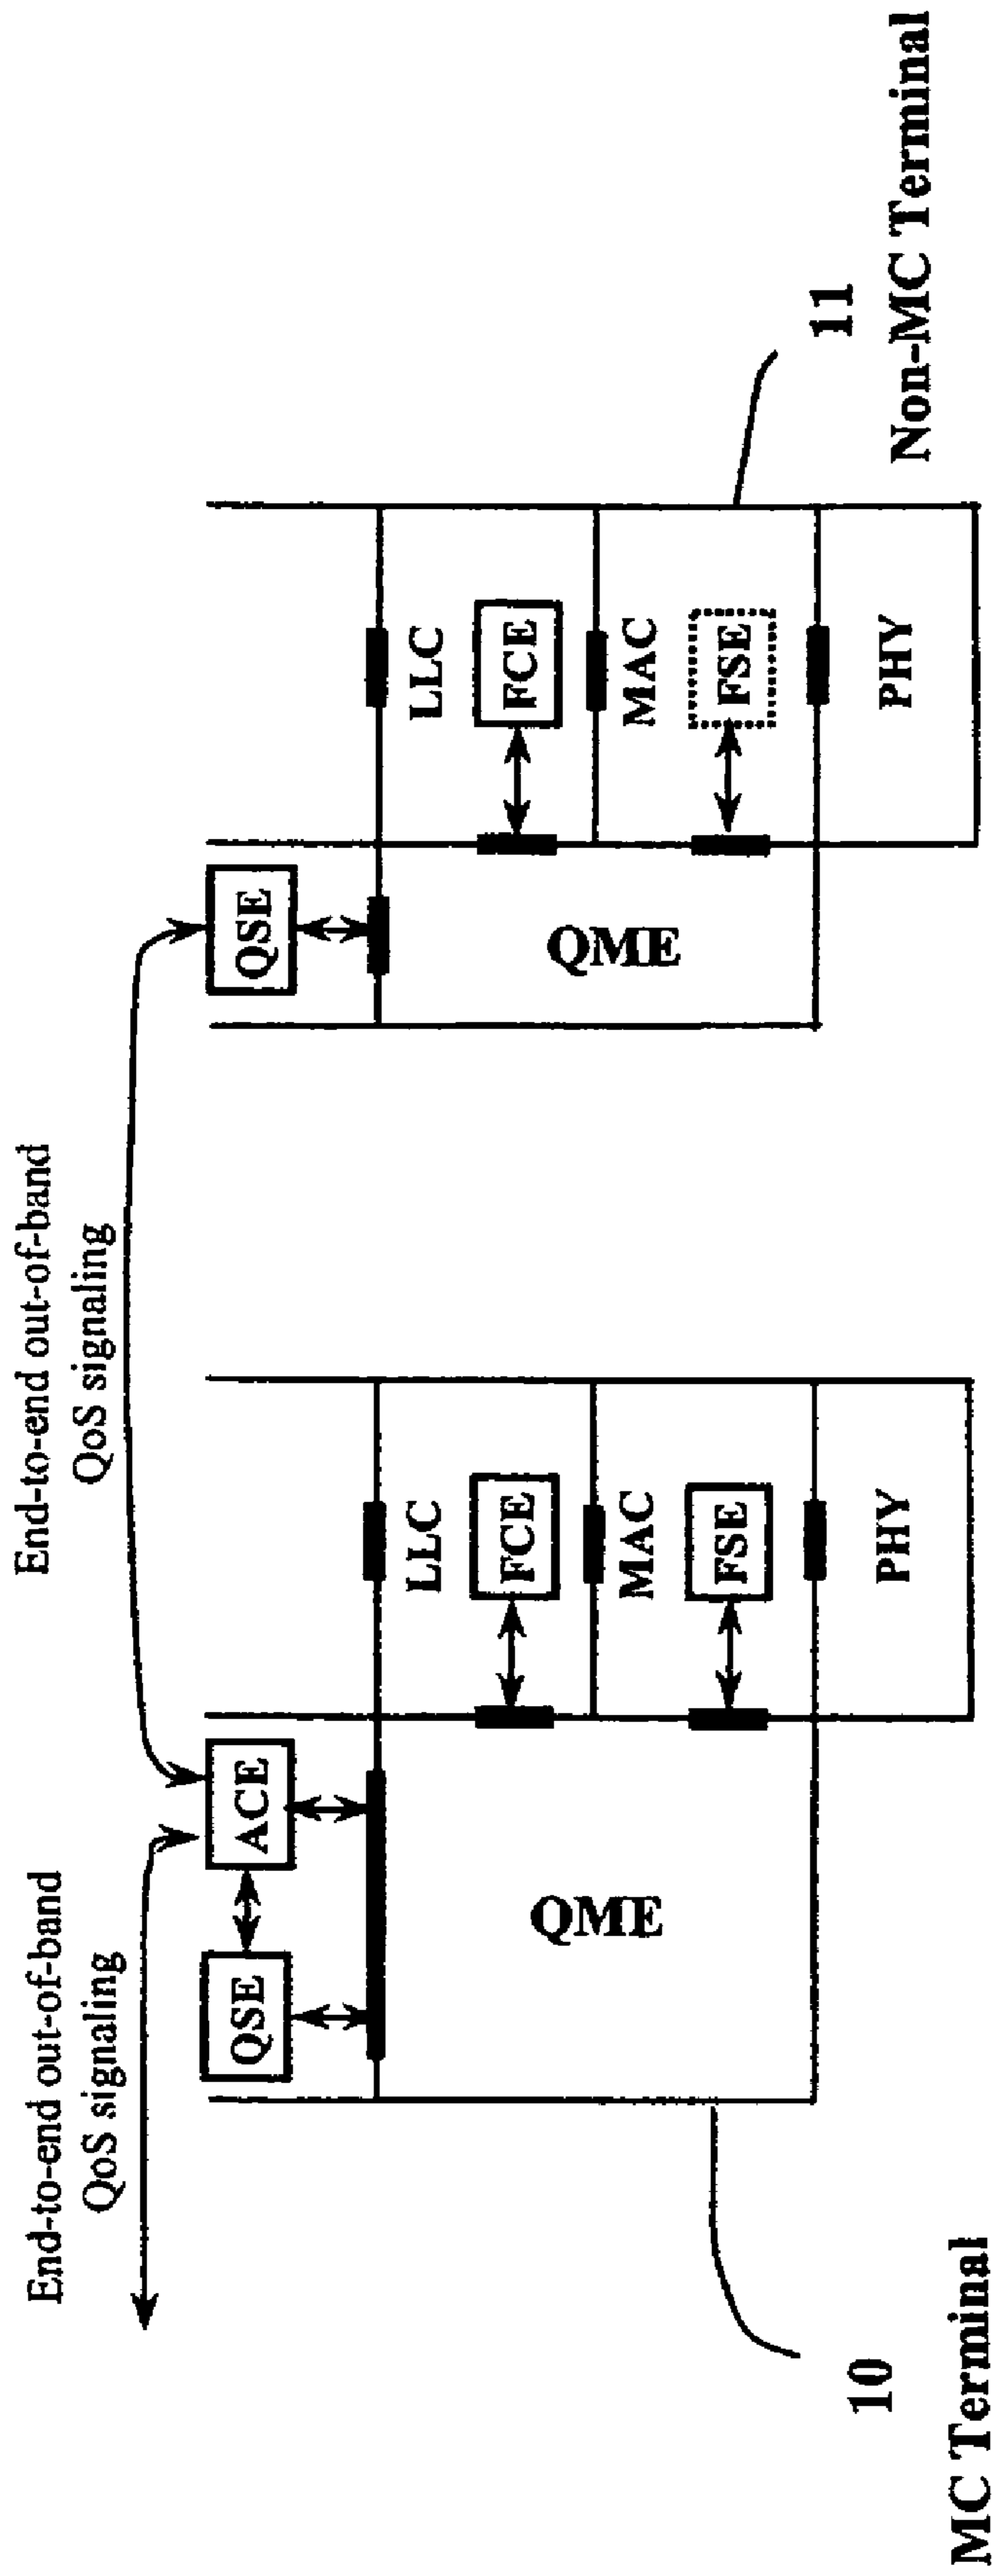 End-to-end out-of-band
QoS signaling
End-to-end out-of-band
QoS signaling
QSE
ACE
QSE
LLC
FCE
LLC
FCE
QME
QME
MAC
FSE
MAC
FSE
PHY
PHY
10
MC Terminal
11
Non-MC Terminal